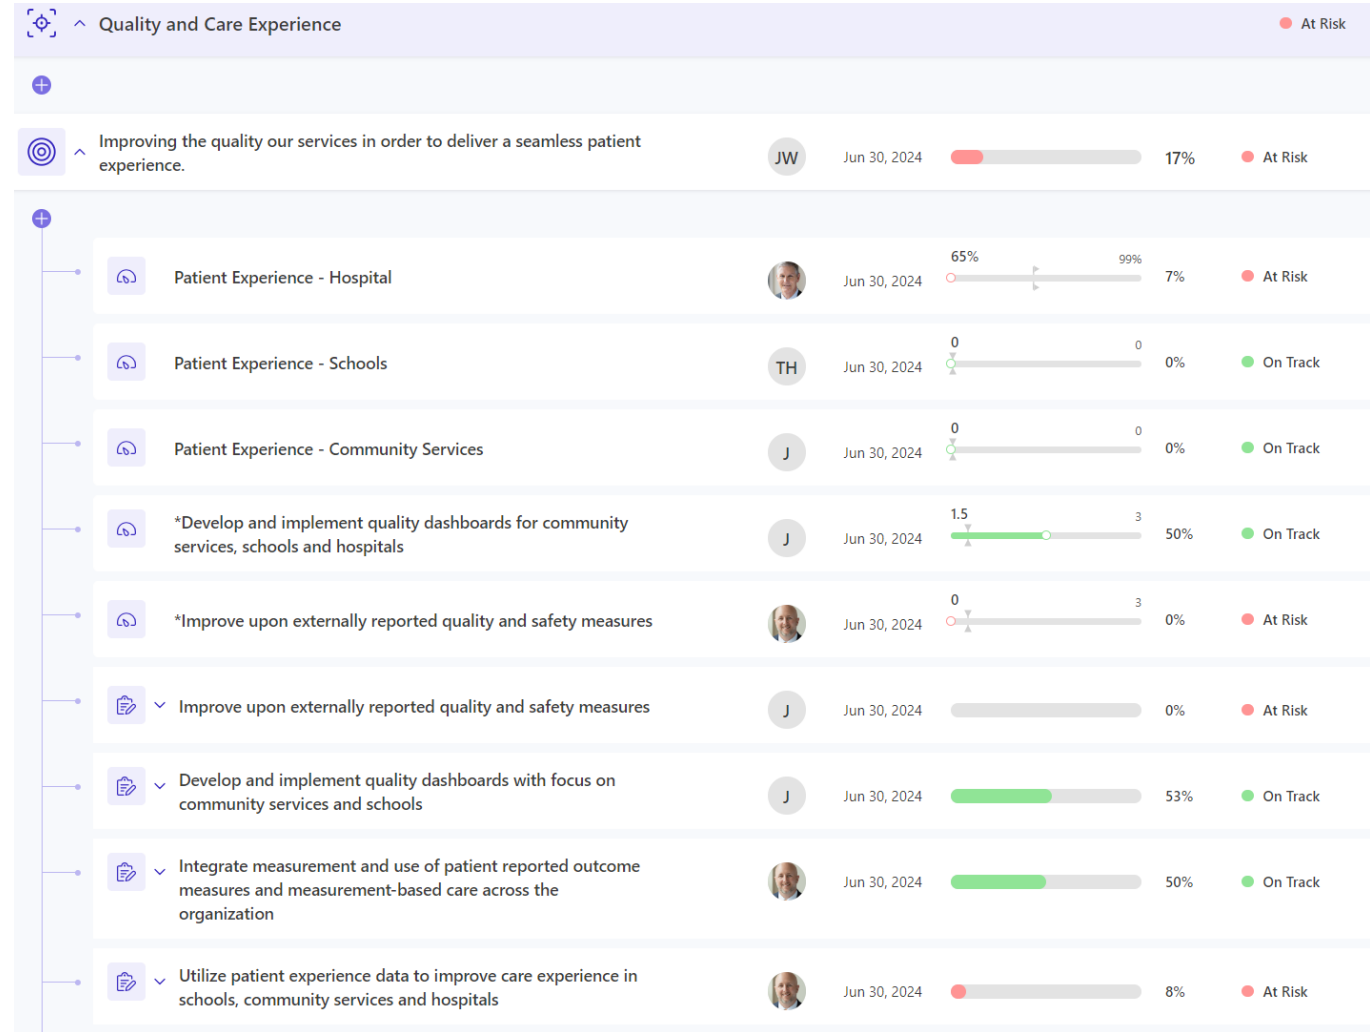 Quality and Care Experience
At Risk
Improving the quality our services in order to deliver a seamless patient
experience.
JW
Jun 30, 2024
17%
At Risk
Patient Experience - Hospital
Jun 30, 2024
65%
99%
7%
At Risk
Patient Experience - Schools
TH
Jun 30, 2024
0
0
0%
On Track
Patient Experience - Community Services
J
Jun 30, 2024
0
0
0%
On Track
*Develop and implement quality dashboards for community
services, schools and hospitals
J
Jun 30, 2024
1.5
3
50%
On Track
*Improve upon externally reported quality and safety measures
Jun 30, 2024
0
3
0%
At Risk
Improve upon externally reported quality and safety measures
J
Jun 30, 2024
0%
At Risk
Develop and implement quality dashboards with focus on
community services and schools
J
Jun 30, 2024
53%
On Track
Integrate measurement and use of patient reported outcome
measures and measurement-based care across the
organization
Jun 30, 2024
50%
On Track
Utilize patient experience data to improve care experience in
schools, community services and hospitals
Jun 30, 2024
8%
At Risk